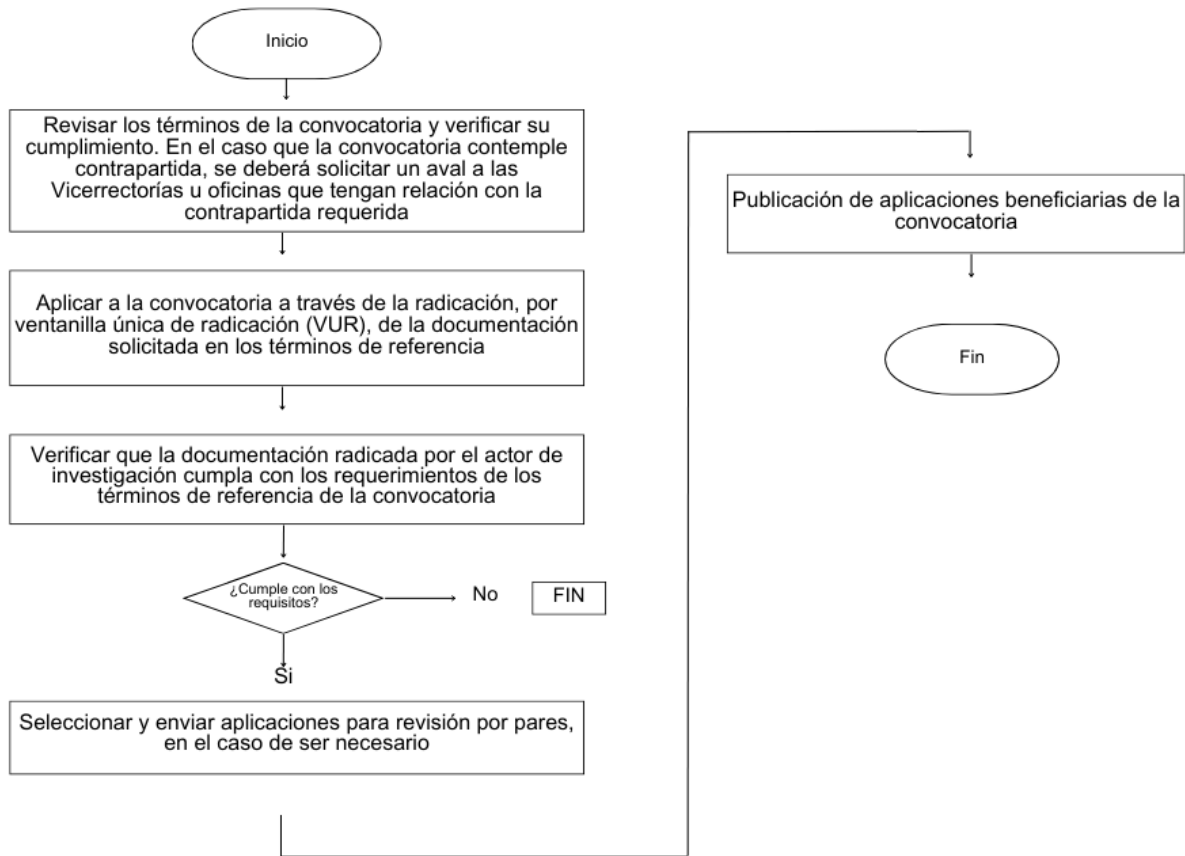 Inicio
Revisar los términos de la convocatoria y verificar su
cumplimiento. En el caso que la convocatoria contemple
contrapartida, se deberá solicitar un aval a las
Vicerrectorías u oficinas que tengan relación con la
contrapartida requerida
Aplicar a la convocatoria a través de la radicación, por
ventanilla única de radicación (VUR), de la documentación
solicitada en los términos de referencia
Verificar que la documentación radicada por el actor de
investigación cumpla con los requerimientos de los
términos de referencia de la convocatoria
¿Cumple con los
requisitos?
No
FIN
Si
Seleccionar y enviar aplicaciones para revisión por pares,
en el caso de ser necesario
Publicación de aplicaciones beneficiarias de la
convocatoria
Fin